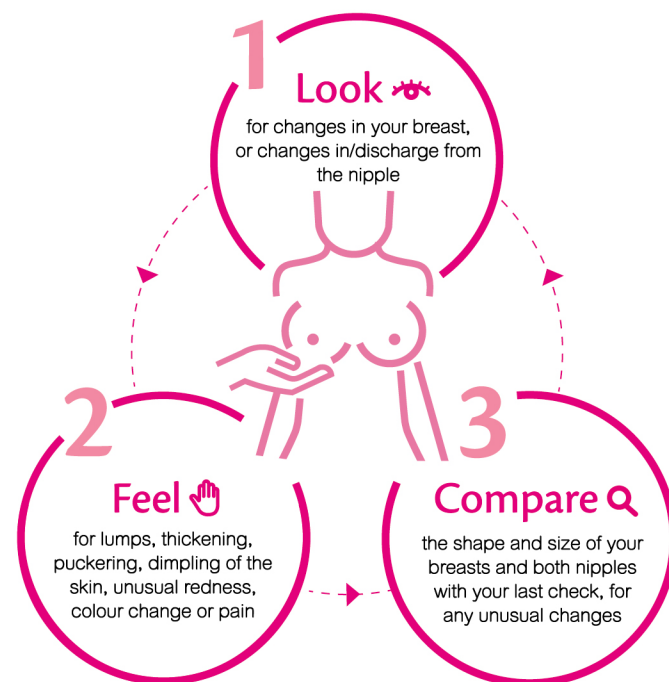 1
Look
for changes in your breast,
or changes in/discharge from
the nipple
2
Feel
for lumps, thickening,
puckering, dimpling of the
skin, unusual redness,
colour change or pain
3
Compare
the shape and size of your
breasts and both nipples
with your last check, for
any unusual changes